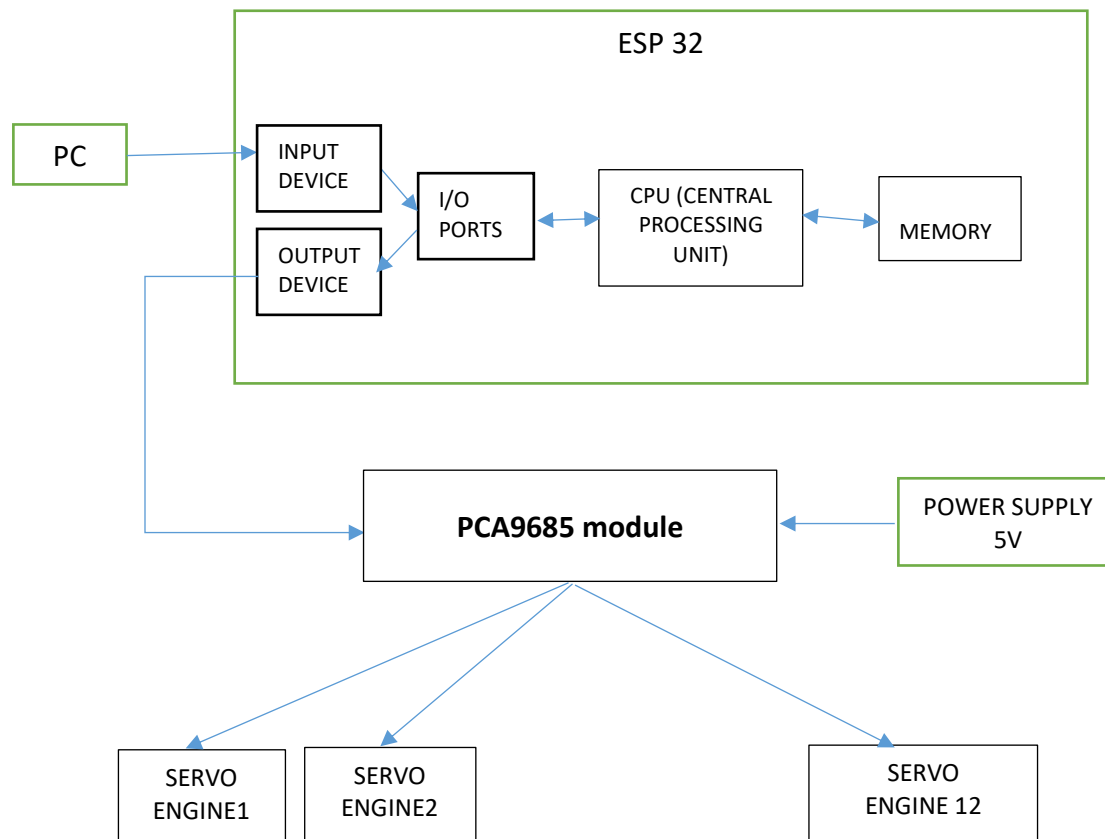 ESP 32
PC
INPUT
DEVICE
I/O
PORTS
CPU (CENTRAL
PROCESSING
UNIT)
MEMORY
OUTPUT
DEVICE
PCA9685 module
POWER SUPPLY
5V
SERVO
ENGINE1
SERVO
ENGINE2
SERVO
ENGINE 12